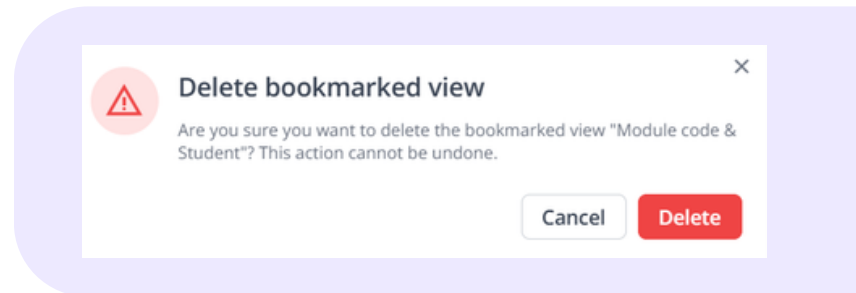 Delete bookmarked view
Are you sure you want to delete the bookmarked view "Module code &
Student"? This action cannot be undone.
Cancel
Delete